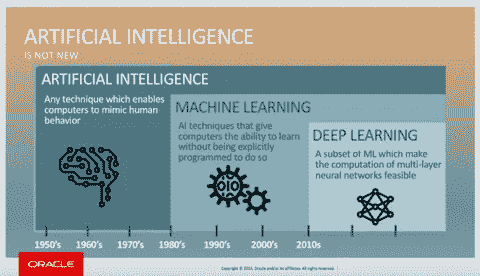 ARTIFICIAL INTELLIGENCE
IS NOT NEW
ARTIFICIAL INTELLIGENCE
Any technique which enables
computers to mimic human
behavior
MACHINE LEARNING
AI techniques that give
computers the ability to learn
without being explicitly
programmed to do so
DEEP LEARNING
A subset of ML which make
the computation of multi-layer
neural networks feasible
1950's 1960's 1970's 1980's 1990's 2000's 2010s
ORACLE
Copyright © Oracle and/or its affiliates. All rights reserved.